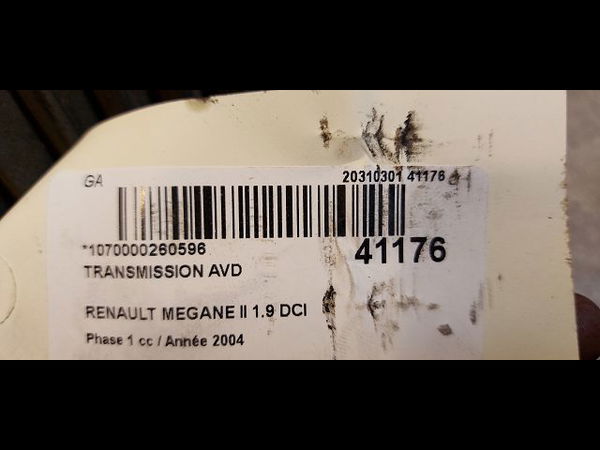 GA
20310301 41176
*1070000260596
41176
TRANSMISSION AVD
RENAULT MEGANE II 1.9 DCI
Phase 1 cc / Année 2004